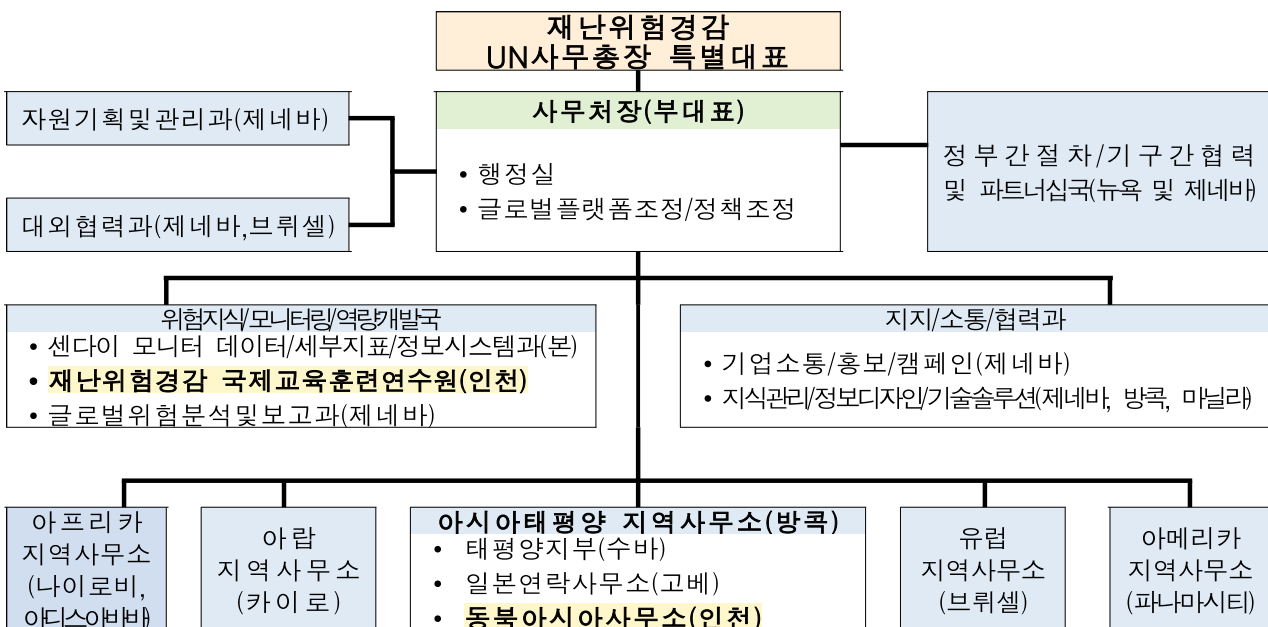 재난위험경감
UN사무총장 특별대표
자원기획및관리과(제네바)
대외협력과(제네바,브뤼셀)
사무처장(부대표)
• 행정실
• 글로벌플랫폼조정/정책조정
정부간절차/기구간협력
및 파트너십국(뉴욕 및 제네바)
위험지식/모니터링/역량개발국
• 센다이 모니터 데이터/세부지표/정보시스템과(본)
• 재난위험경감 국제교육훈련연수원(인천)
• 글로벌위험분석및보고과(제네바)
지지/소통/협력과
• 기업소통/홍보/캠페인(제네바)
• 지식관리/정보디자인/기술솔루션(제네바, 방콕, 마닐라)
아프리카
지역사무소
(나이로비,
아디스아바바)
아랍
지역사무소
(카이로)
아시아태평양 지역사무소(방콕)
• 태평양지부(수바)
• 일본연락사무소(고베)
• 동북아시아사무소(인천)
유럽
지역사무소
(브뤼셀)
아메리카
지역사무소
(파나마시티)